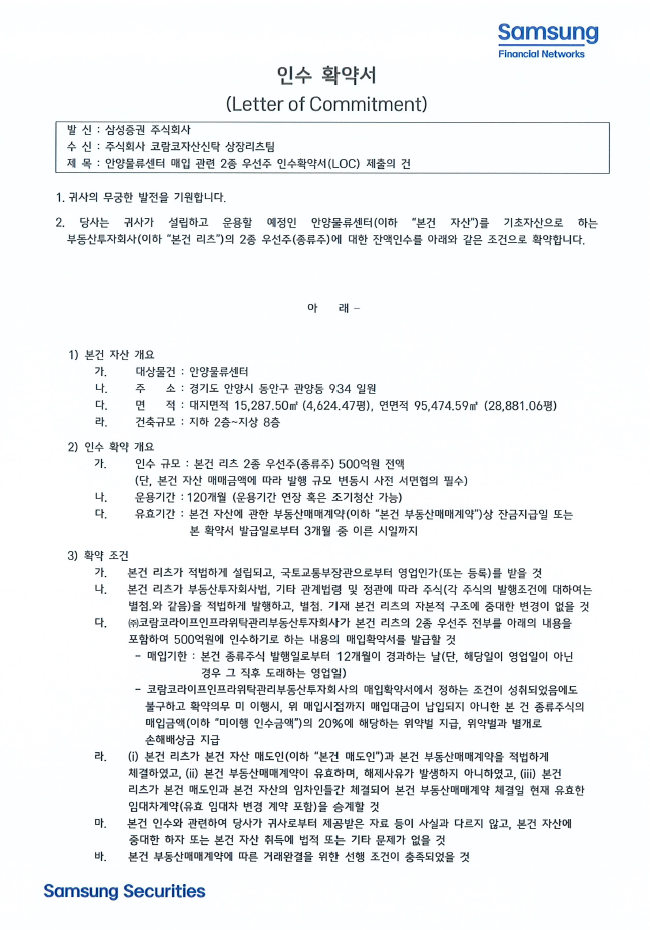 Samsung
Financial Networks
인수 확약서
(Letter of Commitment)
발 신 : 삼성증권 주식회사
수 신 : 주식회사 코람코자산신탁 상장리츠팀
제 목 : 안양물류센터 매입 관련 2종 우선주 인수확약서(LOC) 제출의 건
1. 귀사의 무궁한 발전을 기원합니다.
2. 당사는 귀사가 설립하고 운용할 예정인 안양물류센터(이하 “본건 자산”)를 기초자산으로 하는
부동산투자회사(이하 “본건 리츠”)의 2종 우선주(종류주)에 대한 잔액인수를 아래와 같은 조건으로 확약합니다.
아 래 –
1) 본건 자산 개요
가. 대상물건 : 안양물류센터
나. 주 소 : 경기도 안양시 동안구 관양동 934 일원
다. 면 적 : 대지면적 15,287.50㎡ (4,624.47평), 연면적 95,474.59㎡ (28,881.06평)
라. 건축규모 : 지하 2층~지상 8층
2) 인수 확약 개요
가. 인수 규모 : 본건 리츠 2종 우선주(종류주) 500억원 전액
(단, 본건 자산 매매금액에 따라 발행 규모 변동시 사전 서면협의 필수)
나. 운용기간 : 120개월 (운용기간 연장 혹은 조기청산 가능)
다. 유효기간 : 본건 자산에 관한 부동산매매계약(이하 “본건 부동산매매계약”)상 잔금지급일 또는
본 확약서 발급일로부터 3개월 중 이른 시일까지
3) 확약 조건
가. 본건 리츠가 적법하게 설립되고, 국토교통부장관으로부터 영업인가(또는 등록)를 받을 것
나. 본건 리츠가 부동산투자회사법, 기타 관계법령 및 정관에 따라 주식(각 주식의 발행조건에 대하여는
별첨.와 같음)을 적법하게 발행하고, 별첨. 기재 본건 리츠의 자본적 구조에 중대한 변경이 없을 것
다. ㈜코람코라이프인프라위탁관리부동산투자회사가 본건 리츠의 2종 우선주 전부를 아래의 내용을
포함하여 500억원에 인수하기로 하는 내용의 매입확약서를 발급할 것
– 매입기한 : 본건 종류주식 발행일로부터 12개월이 경과하는 날(단, 해당일이 영업일이 아닌
경우 그 직후 도래하는 영업일)
– 코람코라이프인프라위탁관리부동산투자회사의 매입확약서에서 정하는 조건이 성취되었음에도
불구하고 확약의무 미 이행시, 위 매입시점까지 매입대금이 납입되지 아니한 본 건 종류주식의
매입금액(이하 “미이행 인수금액”)의 20%에 해당하는 위약벌 지급, 위약벌과 별개로
손해배상금 지급
라. (i) 본건 리츠가 본건 자산 매도인(이하 “본건 매도인”)과 본건 부동산매매계약을 적법하게
체결하였고, (ii) 본건 부동산매매계약이 유효하며, 해제사유가 발생하지 아니하였고, (iii) 본건
리츠가 본건 매도인과 본건 자산의 임차인들간 체결되어 본건 부동산매매계약 체결일 현재 유효한
임대차계약(유효 임대차 변경 계약 포함)을 승계할 것
마. 본건 인수와 관련하여 당사가 귀사로부터 제공받은 자료 등이 사실과 다르지 않고, 본건 자산에
중대한 하자 또는 본건 자산 취득에 법적 또는 기타 문제가 없을 것
바. 본건 부동산매매계약에 따른 거래완결을 위한 선행 조건이 충족되었을 것
Samsung Securities